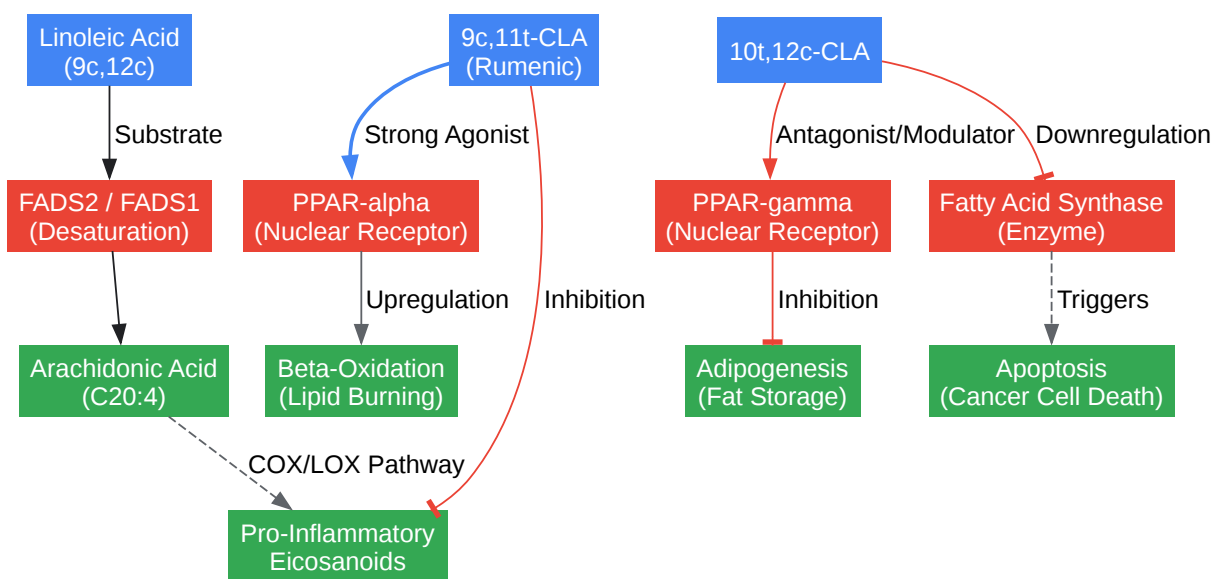 Linoleic Acid
(9c,12c)
9c,11t-CLA
(Rumenic)
10t,12c-CLA
Substrate
Strong Agonist
Antagonist/Modulator
Downregulation
FADS2 / FADS1
(Desaturation)
PPAR-alpha
(Nuclear Receptor)
PPAR-gamma
(Nuclear Receptor)
Fatty Acid Synthase
(Enzyme)
Upregulation
Inhibition
Inhibition
Triggers
Arachidonic Acid
(C20:4)
Beta-Oxidation
(Lipid Burning)
Adipogenesis
(Fat Storage)
Apoptosis
(Cancer Cell Death)
COX/LOX Pathway
Pro-Inflammatory
Eicosanoids